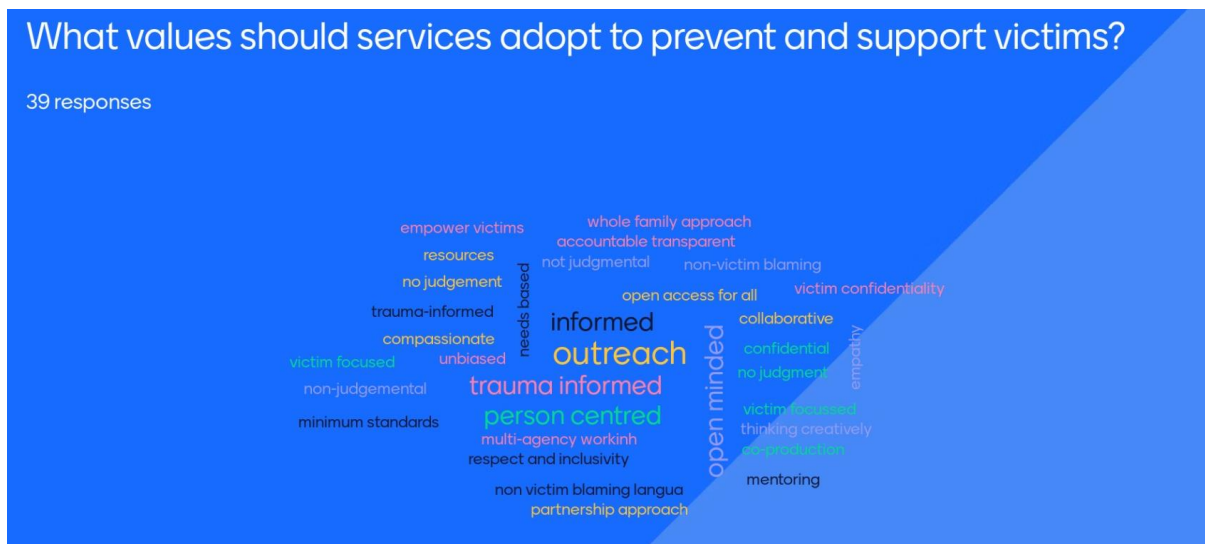 What values should services adopt to prevent and support victims?
39 responses
whole family approach
empower victims
accountable transparent
resources
not judgmental
non-victim blaming
no judgement
needs based
open access for all
victim confidentiality
trauma-informed
informed
collaborative
compassionate
outreach
open minded
confidential
empathy
victim focused
unbiased
no judgment
non-judgemental
trauma informed
person centred
victim focussed
minimum standards
thinking creatively
multi-agency workinh
co-production
respect and inclusivity
mentoring
non victim blaming langua
partnership approach